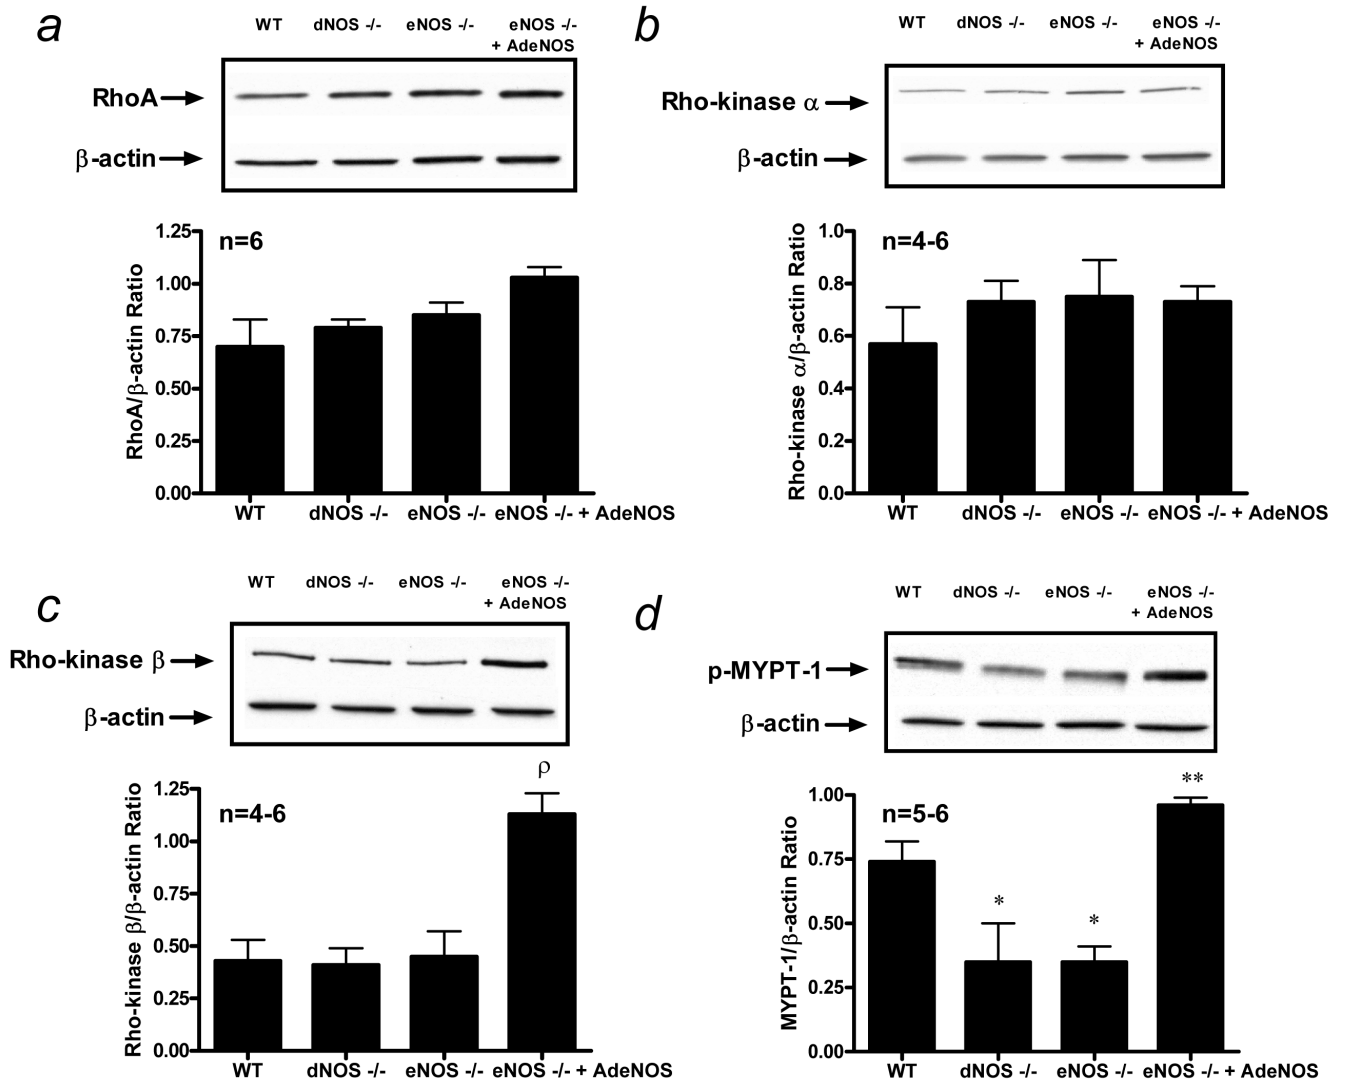 a
WT dNOS -/- eNOS -/- eNOS -/-
+ AdeNOS
RhoA
β-actin
n=6
RhoA/β-actin Ratio
1.25
1.00
0.75
0.50
0.25
0.00
WT dNOS -/- eNOS -/- eNOS -/- + AdeNOS
b
WT dNOS -/- eNOS -/- eNOS -/-
+ AdeNOS
Rho-kinase α
β-actin
n=4-6
Rho-kinase α/β-actin Ratio
1.0
0.8
0.6
0.4
0.2
0.0
WT dNOS -/- eNOS -/- eNOS -/- + AdeNOS
c
WT dNOS -/- eNOS -/- eNOS -/-
+ AdeNOS
Rho-kinase β
β-actin
n=4-6
ρ
Rho-kinase β/β-actin Ratio
1.25
1.00
0.75
0.50
0.25
0.00
WT dNOS -/- eNOS -/- eNOS -/- + AdeNOS
d
WT dNOS -/- eNOS -/- eNOS -/-
+ AdeNOS
p-MYPT-1
β-actin
n=5-6
**
*
*
MYPT-1/β-actin Ratio
1.00
0.75
0.50
0.25
0.00
WT dNOS -/- eNOS -/- eNOS -/- + AdeNOS